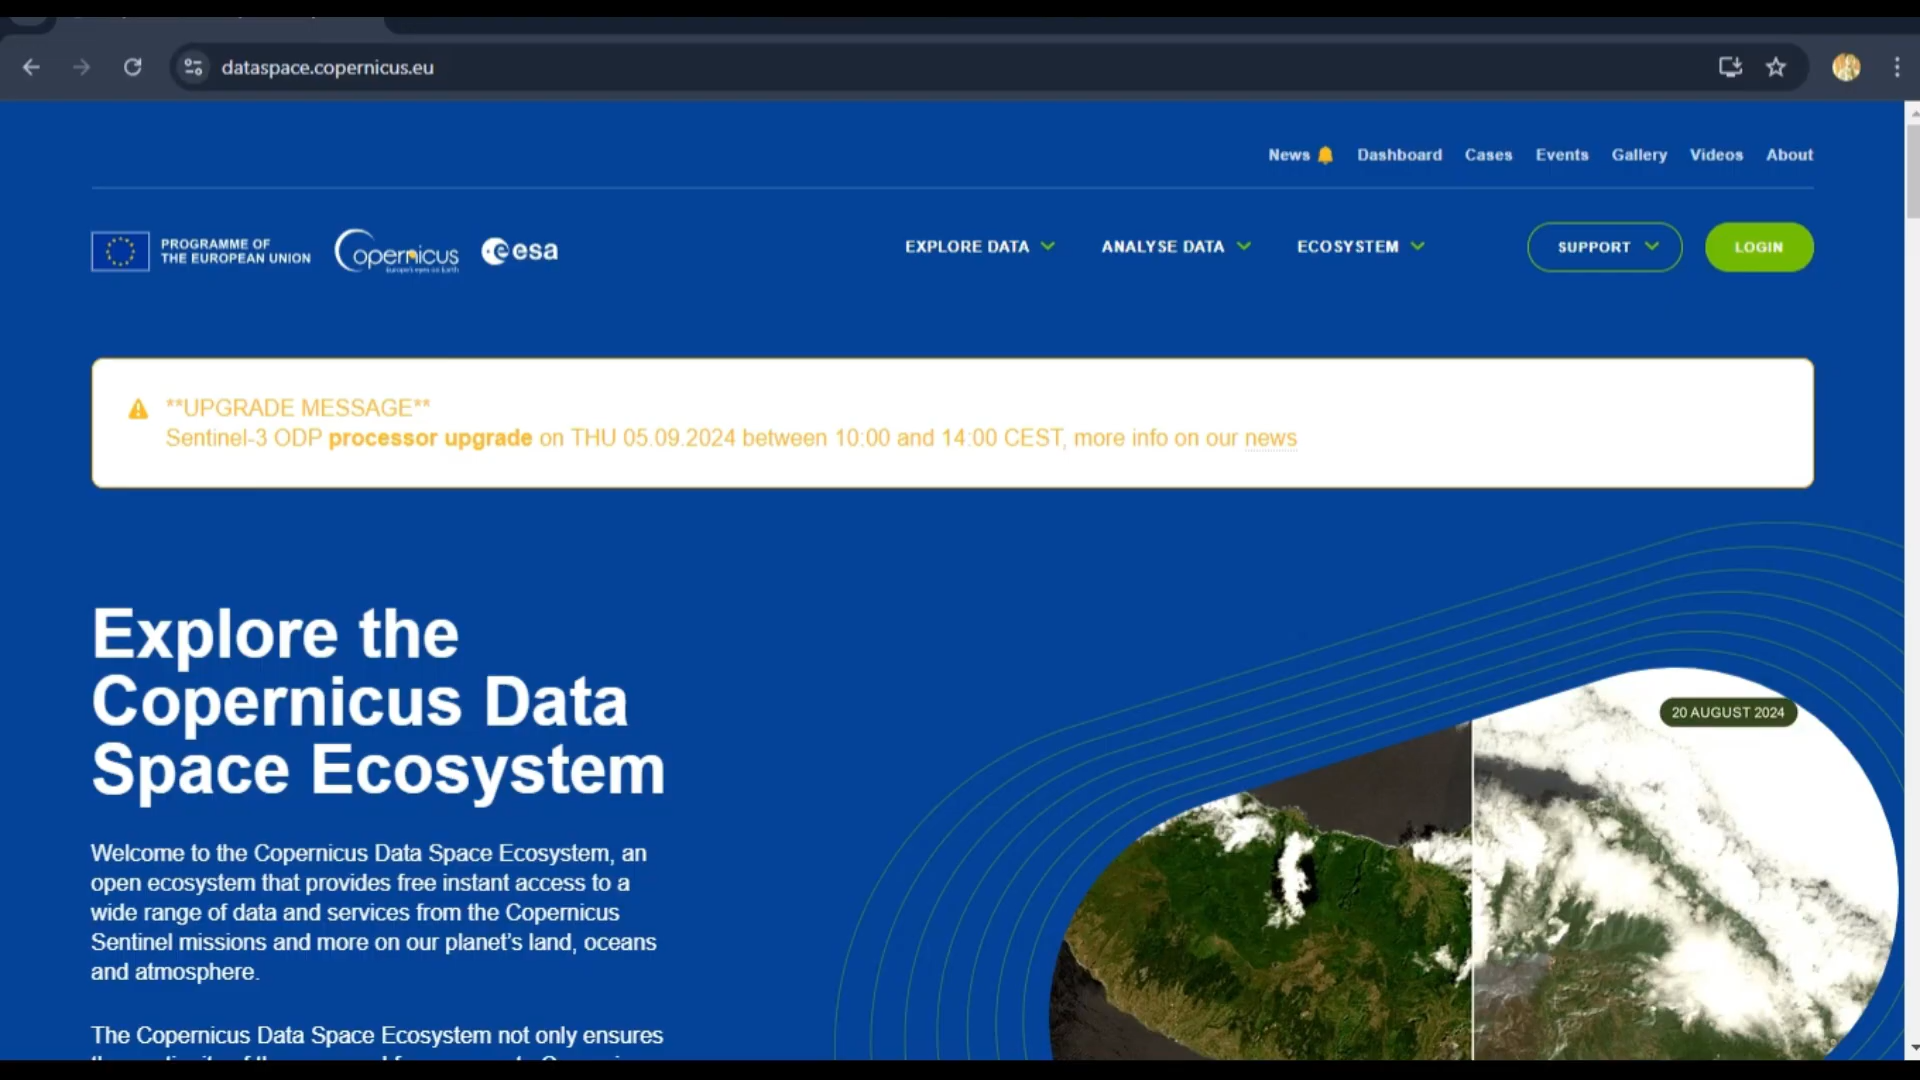 dataspace.copernicus.eu
News Dashboard Cases Events Gallery Videos About
PROGRAMME OF
THE EUROPEAN UNION
opernicus
Europe's eyes on Earth
esa
EXPLORE DATA ANALYSE DATA ECOSYSTEM SUPPORT LOGIN
**UPGRADE MESSAGE**
Sentinel-3 ODP processor upgrade on THU 05.09.2024 between 10:00 and 14:00 CEST, more info on our news
Explore the
Copernicus Data
Space Ecosystem
20 AUGUST 2024
Welcome to the Copernicus Data Space Ecosystem, an
open ecosystem that provides free instant access to a
wide range of data and services from the Copernicus
Sentinel missions and more on our planet's land, oceans
and atmosphere.
The Copernicus Data Space Ecosystem not only ensures